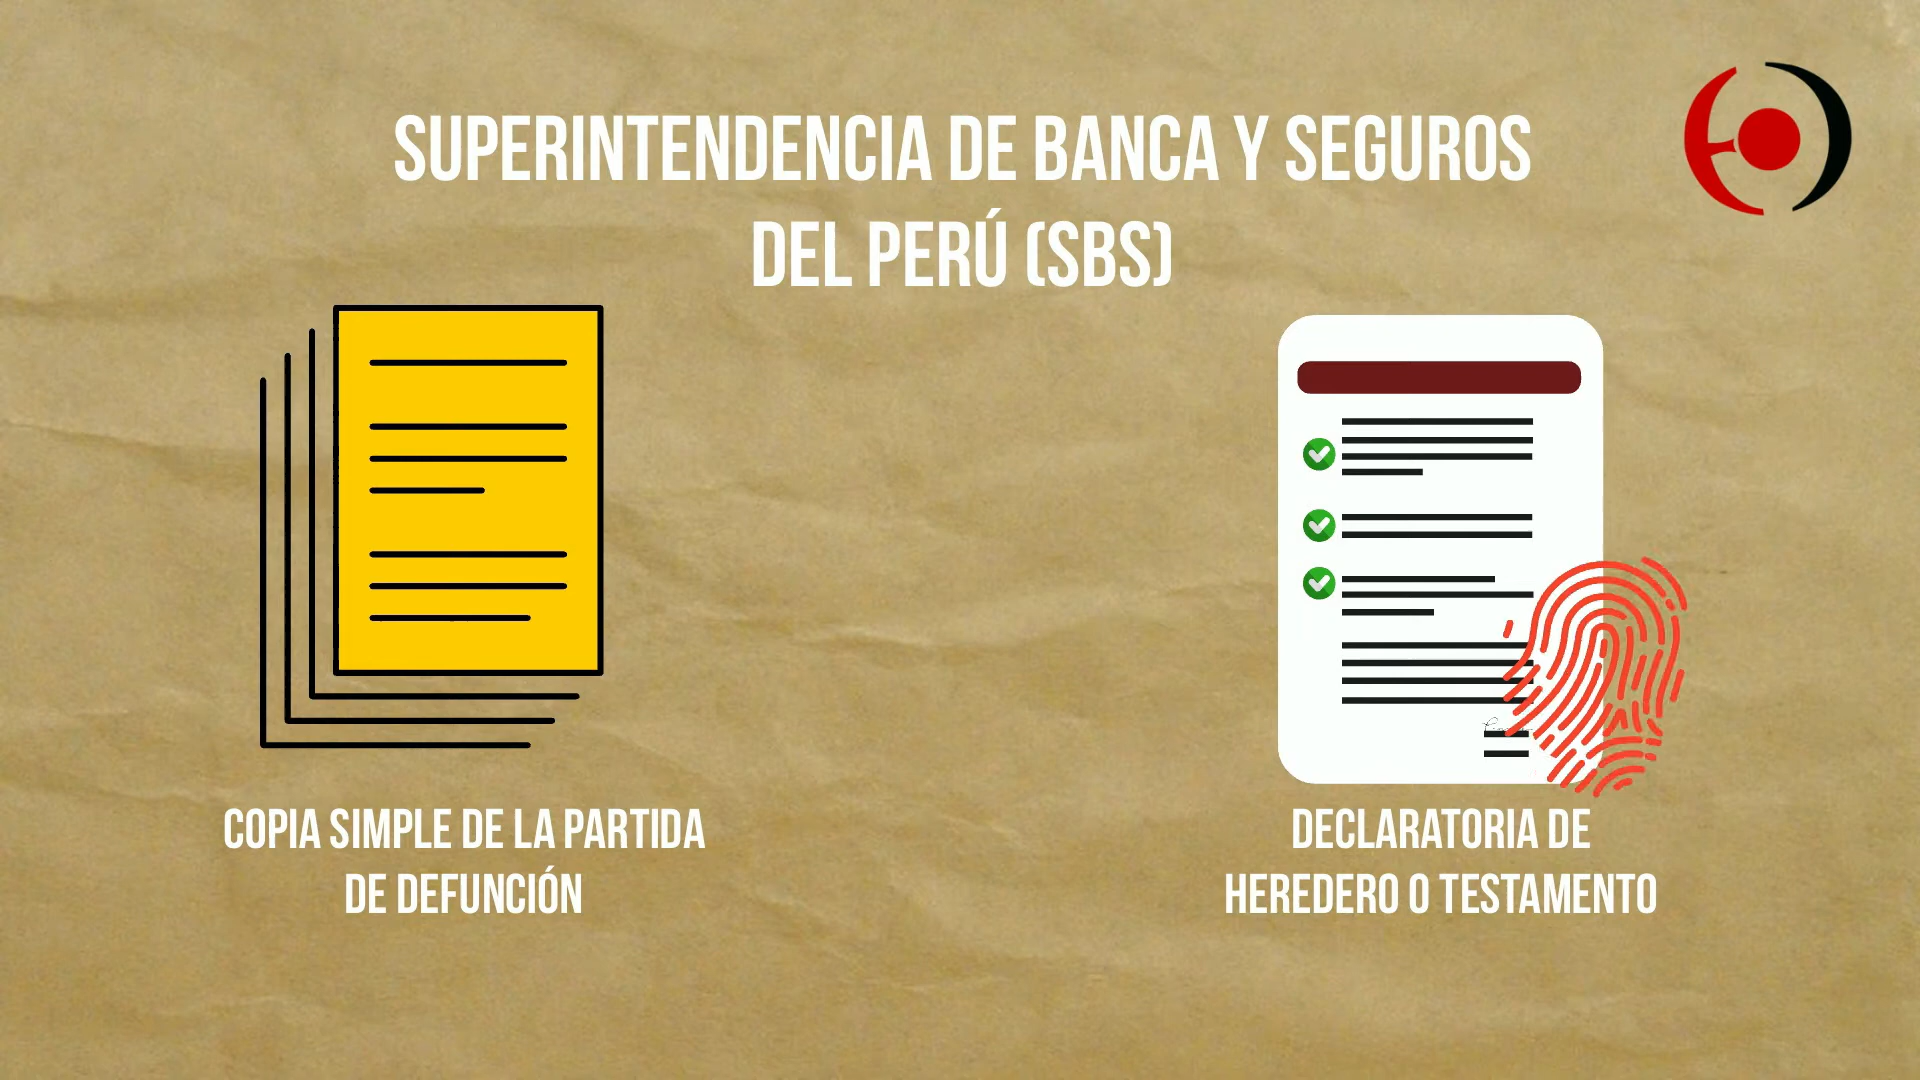 SUPERINTENDENCIA DE BANCA Y SEGUROS
DEL PERÚ (SBS)
COPIA SIMPLE DE LA PARTIDA
DE DEFUNCIÓN
DECLARATORIA DE
HEREDERO O TESTAMENTO